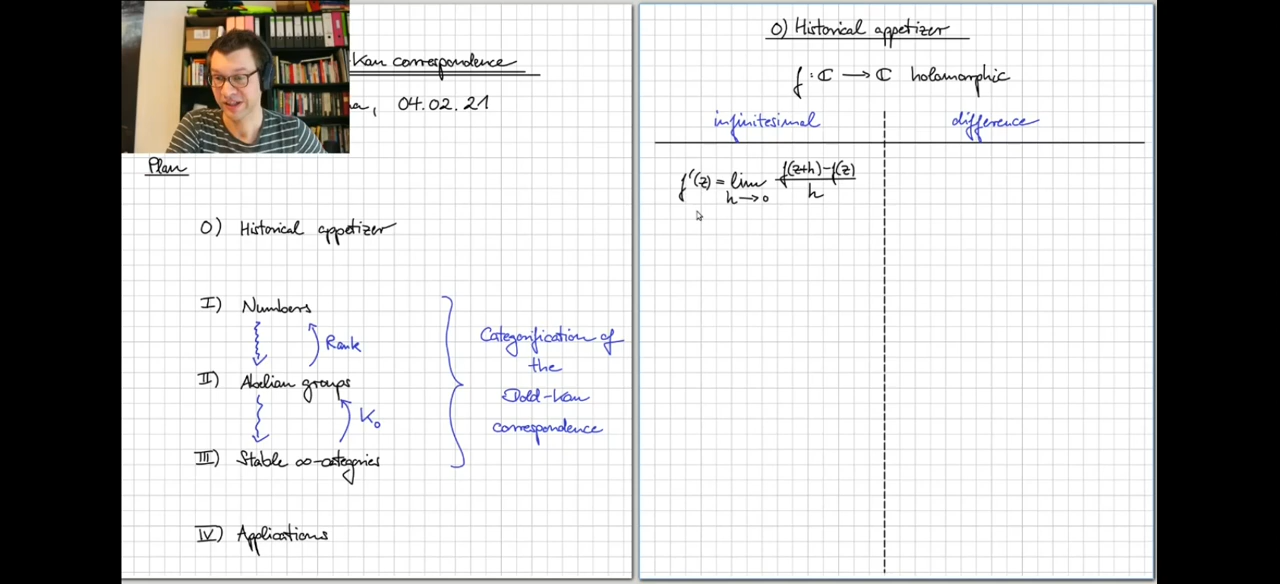 Kan correspondence
a, 04.02.21
Plan
0) Historical appetizer
I) Numbers
Rank
II) Abelian groups
K₀
III) Stable ∞-categories
IV) Applications
Categorification of
the
Dold-Kan
correspondence
0) Historical appetizer
f : ℂ ⟶ ℂ holomorphic
infinitesimal difference
f'(z) = lim_{h→0} \frac{f(z+h)-f(z)}{h}